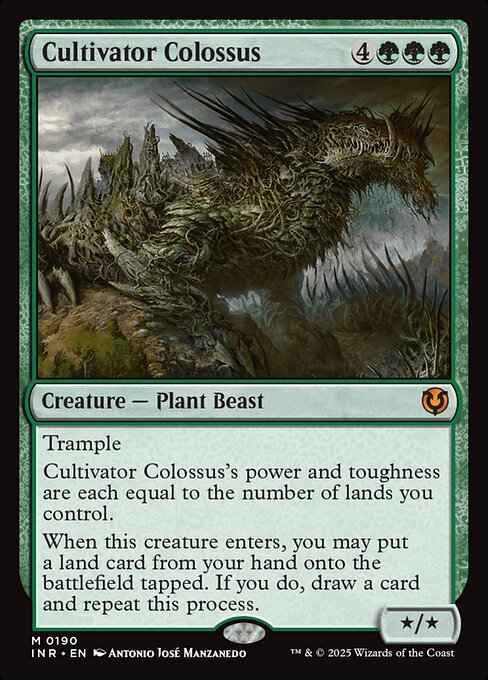 Cultivator Colossus 4
Creature — Plant Beast
Trample
Cultivator Colossus's power and toughness
are each equal to the number of lands you
control.
When this creature enters, you may put
a land card from your hand onto the
battlefield tapped. If you do, draw a card
and repeat this process.
★/★
M 0190
INR • EN Antonio José Manzanedo
™ & © 2025 Wizards of the Coast